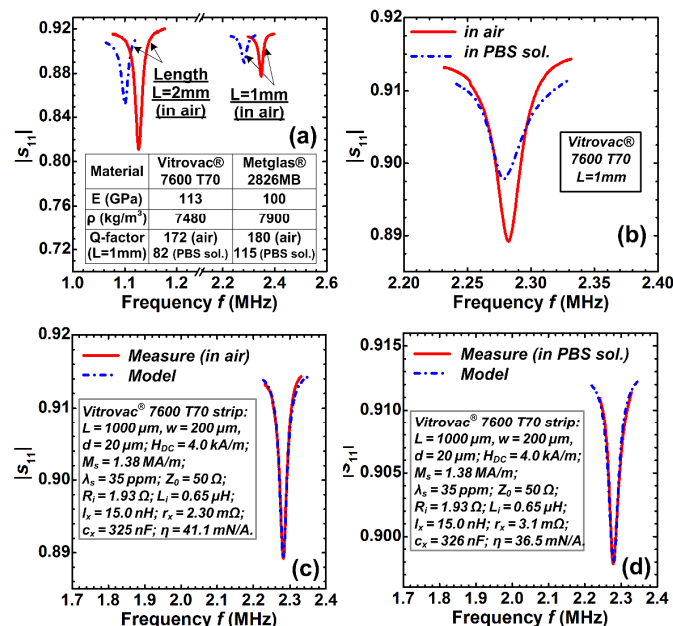 0.92
0.88
0.84
0.80
0.76
0.72
|s11|
Length
L=2mm
(in air)
L=1mm
(in air)
(a)
Material Vitrovac® 7600 T70 Metglas® 2826MB
E (GPa) 113 100
ρ (kg/m³) 7480 7900
Q-factor (L=1mm) 172 (air) 82 (PBS sol.) 180 (air) 115 (PBS sol.)
1.0 1.1 1.2 2.2 2.4 2.6
Frequency f (MHz)
0.92
0.91
0.90
0.89
|s11|
in air
in PBS sol.
Vitrovac®
7600 T70
L=1mm
(b)
2.20 2.25 2.30 2.35 2.40
Frequency f (MHz)
0.92
0.91
0.90
0.89
|s11|
Measure (in air)
Model
Vitrovac® 7600 T70 strip:
L = 1000 µm, w = 200 µm,
d = 20 µm; HDC = 4.0 kA/m;
Ms = 1.38 MA/m;
λs = 35 ppm; Z0 = 50 Ω;
Ri = 1.93 Ω; Li = 0.65 µH;
lx = 15.0 nH; rx = 2.30 mΩ;
cx = 325 nF; η = 41.1 mN/A.
(c)
1.7 1.8 1.9 2.0 2.1 2.2 2.3 2.4
Frequency f (MHz)
0.915
0.910
0.905
0.900
s11|
Measure (in PBS sol.)
Model
Vitrovac® 7600 T70 strip:
L = 1000 µm, w = 200 µm,
d = 20 µm; HDC = 4.0 kA/m;
Ms = 1.38 MA/m;
λs = 35 ppm; Z0 = 50 Ω;
Ri = 1.93 Ω; Li = 0.65 µH;
lx = 15.0 nH; rx = 3.1 mΩ;
cx = 326 nF; η = 36.5 mN/A.
(d)
1.7 1.8 1.9 2.0 2.1 2.2 2.3 2.4
Frequency f (MHz)